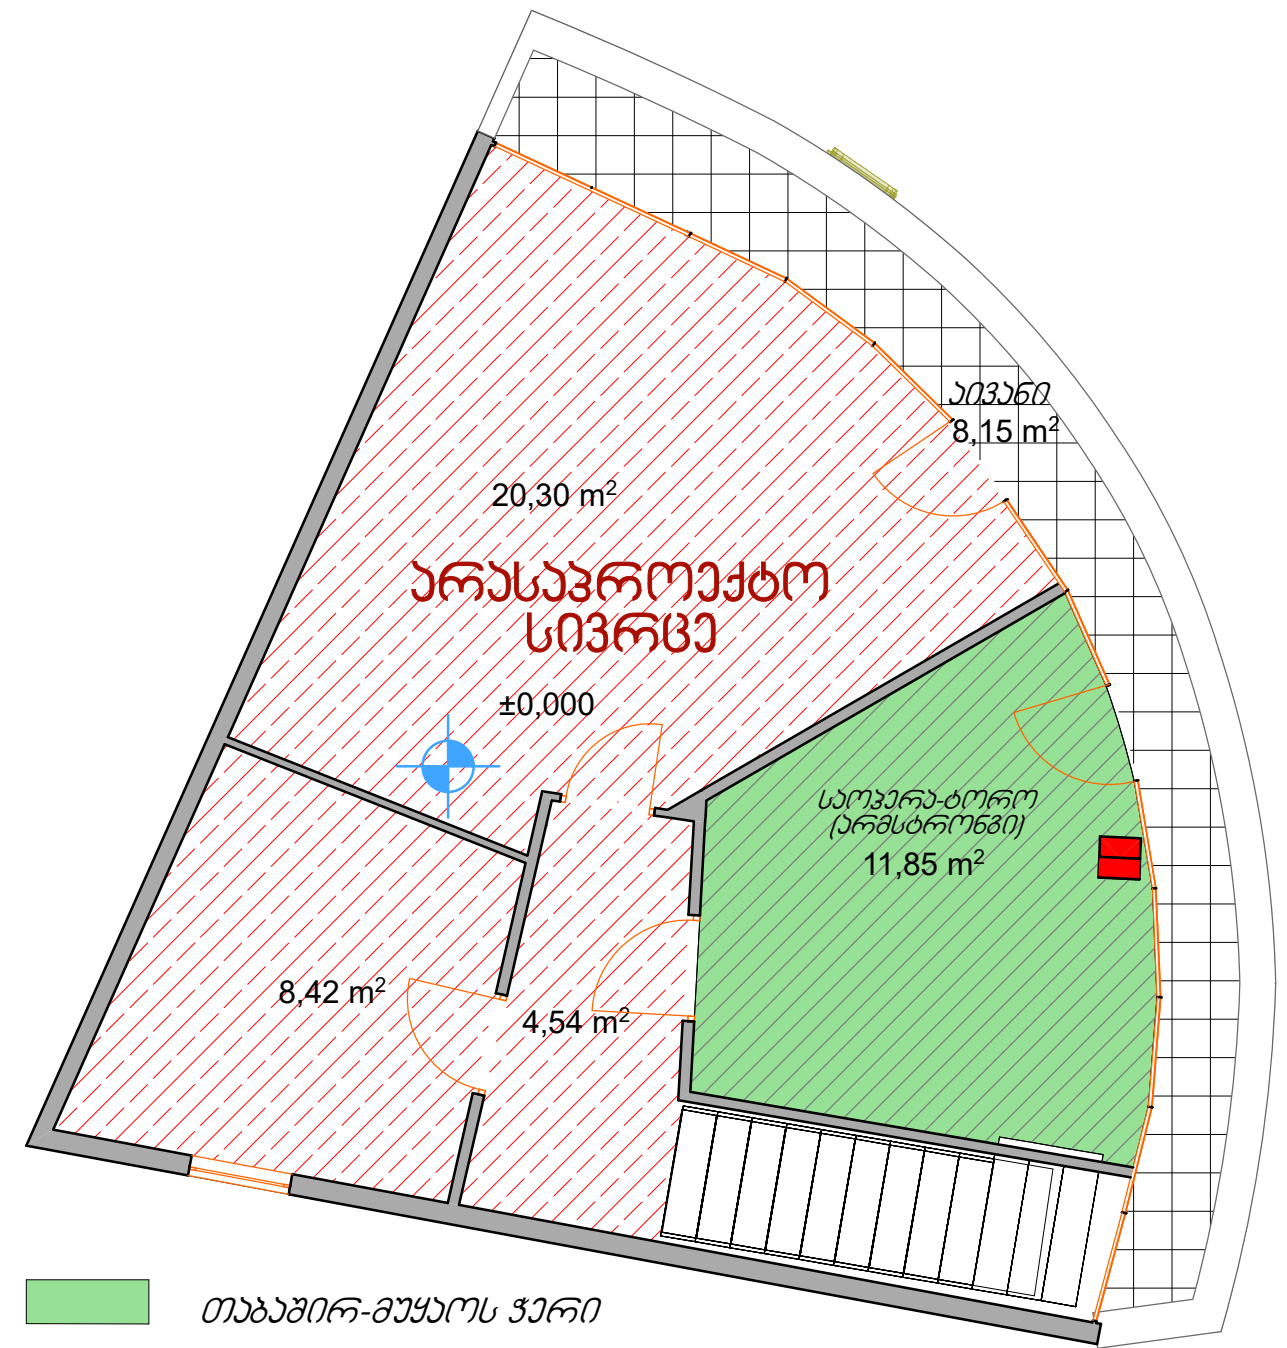 აივანი
8,15 m²
20,30 m²
არასაპროექტო
სივრცე
±0,000
საოპერა-ტორო
(არმსტრონგი)
11,85 m²
8,42 m²
4,54 m²
თაბაშირ-მუყაოს ჭერი